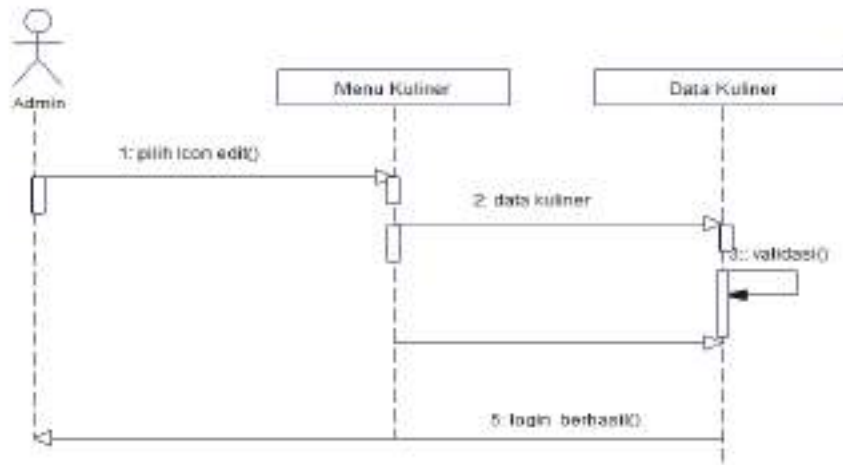 Admin
Menu Kuliner
Data Kuliner
1: pilih icon edit()
2: data kuliner
3:: validasi()
5: login berhasil()